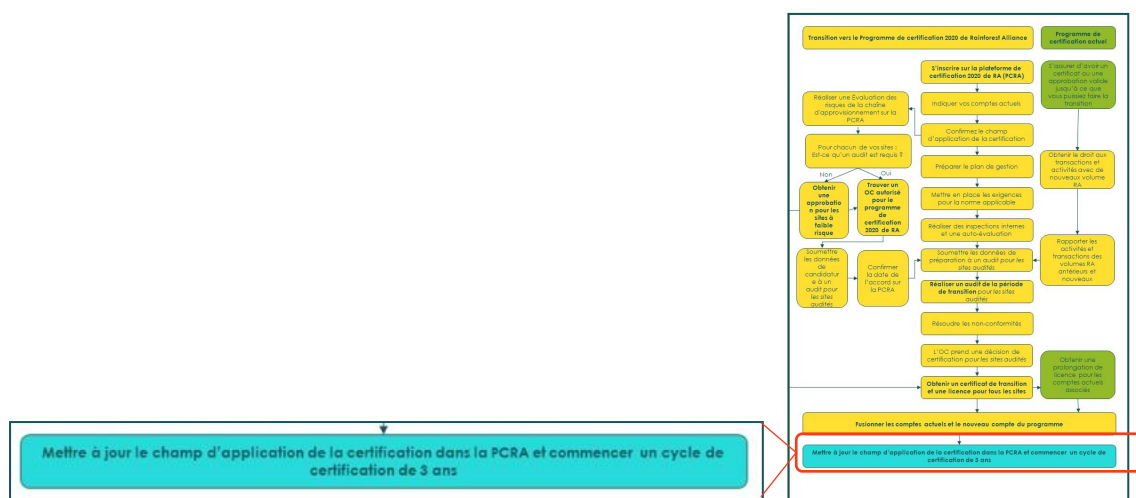 Transition vers le Programme de certification 2020 de Rainforest Alliance
Programme de
certification actuel
S'inscrire sur la plateforme de
certification 2020 de RA (PCRA)
S'assurer d'avoir un
certificat ou une
approbation valide
jusqu'à ce que
vous puissiez faire la
transition
Réaliser une Évaluation des
risques de la chaîne
d'approvisionnement sur la
PCRA
Indiquer vos comptes actuels
Confirmez le champ
d'application de la certification
Pour chacun de vos sites :
Est-ce qu'un audit est requis ?
Préparer le plan de gestion
Obtenir le droit aux
transactions et
activités avec de
nouveaux volume
RA
Non
Oui
Obtenir
une
approbatio
n pour les
sites à
faible
risque
Trouver un
OC autorisé
pour le
programme
de
certification
2020 de RA
Mettre en place les exigences
pour la norme applicable
Réaliser des inspections internes
et une auto-évaluation
Soumettre
les données
de
candidatur
e à un
audit pour
les sites
audités
Confirmer
la date de
l'accord sur
la PCRA
Soumettre les données de
préparation à un audit pour les
sites audités
Rapporter les
activités et
transactions des
volumes RA
antérieurs et
nouveaux
Réaliser un audit de la période
de transition pour les sites
audités
Résoudre les non-conformités
L'OC prend une décision de
certification pour les sites audités
Obtenir un certificat de transition
et une licence pour tous les sites
Obtenir une
prolongation de
licence pour les
comptes actuels
associés
Fusionner les comptes actuels et le nouveau compte du programme
Mettre à jour le champ d'application de la certification dans la PCRA et commencer un cycle de
certification de 3 ans
Mettre à jour le champ d'application de la certification dans la PCRA et commencer un cycle de
certification de 3 ans